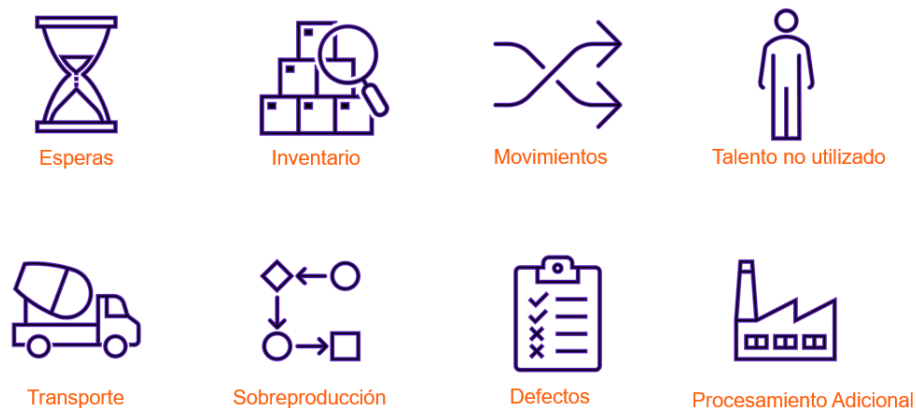 Esperas
Inventario
Movimientos
Talento no utilizado
Transporte
Sobreproducción
Defectos
Procesamiento Adicional